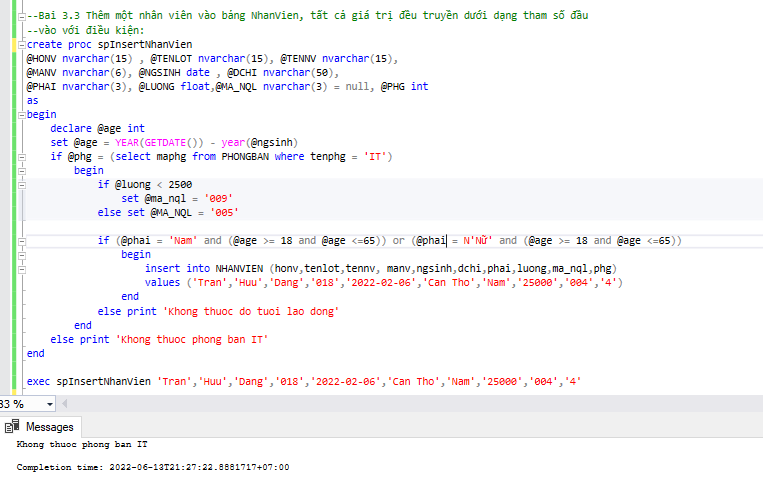 --Bai 3.3 Thêm một nhân viên vào bảng NhanVien, tất cả giá trị đều truyền dưới dạng tham số đầu
--vào với điều kiện:
create proc spInsertNhanVien
@HONV nvarchar(15) , @TENLOT nvarchar(15), @TENNV nvarchar(15),
@MANV nvarchar(6), @NGSINH date , @DCHI nvarchar(50),
@PHAI nvarchar(3), @LUONG float,@MA_NQL nvarchar(3) = null, @PHG int
as
begin
declare @age int
set @age = YEAR(GETDATE()) - year(@ngsinh)
if @phg = (select maphg from PHONGBAN where tenphg = 'IT')
begin
if @luong < 2500
set @ma_nql = '009'
else set @MA_NQL = '005'
if (@phai = 'Nam' and (@age >= 18 and @age <=65)) or (@phai = N'Nữ' and (@age >= 18 and @age <=65))
begin
insert into NHANVIEN (honv,tenlot,tennv, manv,ngsinh,dchi,phai,luong,ma_nql,phg)
values ('Tran','Huu','Dang','018','2022-02-06','Can Tho','Nam','25000','004','4')
end
else print 'Khong thuoc do tuoi lao dong'
end
else print 'Khong thuoc phong ban IT'
end
exec spInsertNhanVien 'Tran','Huu','Dang','018','2022-02-06','Can Tho','Nam','25000','004','4'
83 %
Messages
Khong thuoc phong ban IT
Completion time: 2022-06-13T21:27:22.8881717+07:00